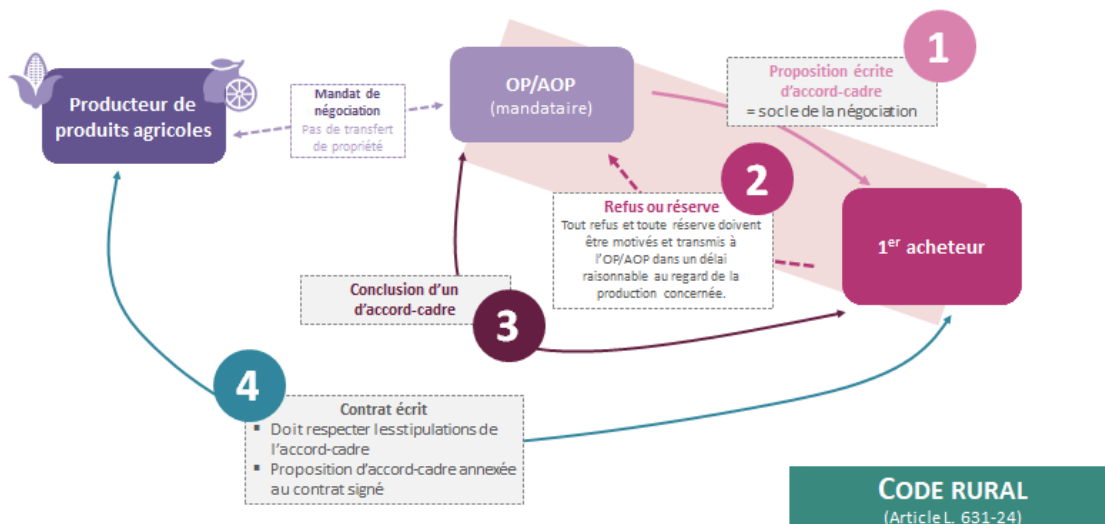 1
Proposition écrite
d'accord-cadre
= socle de la négociation
OP/AOP
(mandataire)
Producteur de
produits agricoles
Mandat de
négociation
Pas de transfert
de propriété
2
Refus ou réserve
Tout refus et toute réserve doivent
être motivés et transmis à
l'OP/AOP dans un délai
raisonnable au regard de la
production concernée.
1er acheteur
Conclusion d'un
d'accord-cadre
3
4
Contrat écrit
▪ Doit respecter les stipulations de
l'accord-cadre
▪ Proposition d'accord-cadre annexée
au contrat signé
CODE RURAL
(Article L. 631-24)